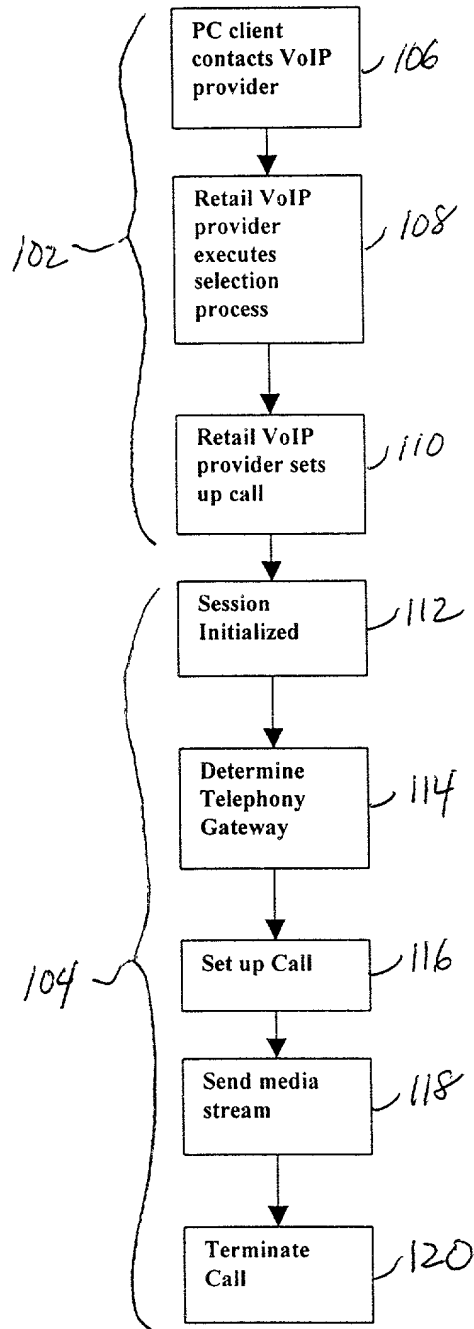 PC client
contacts VoIP
provider
106
Retail VoIP
provider
executes
selection
process
108
102
Retail VoIP
provider sets
up call
110
Session
Initialized
112
Determine
Telephony
Gateway
114
Set up Call
116
104
Send media
stream
118
Terminate
Call
120